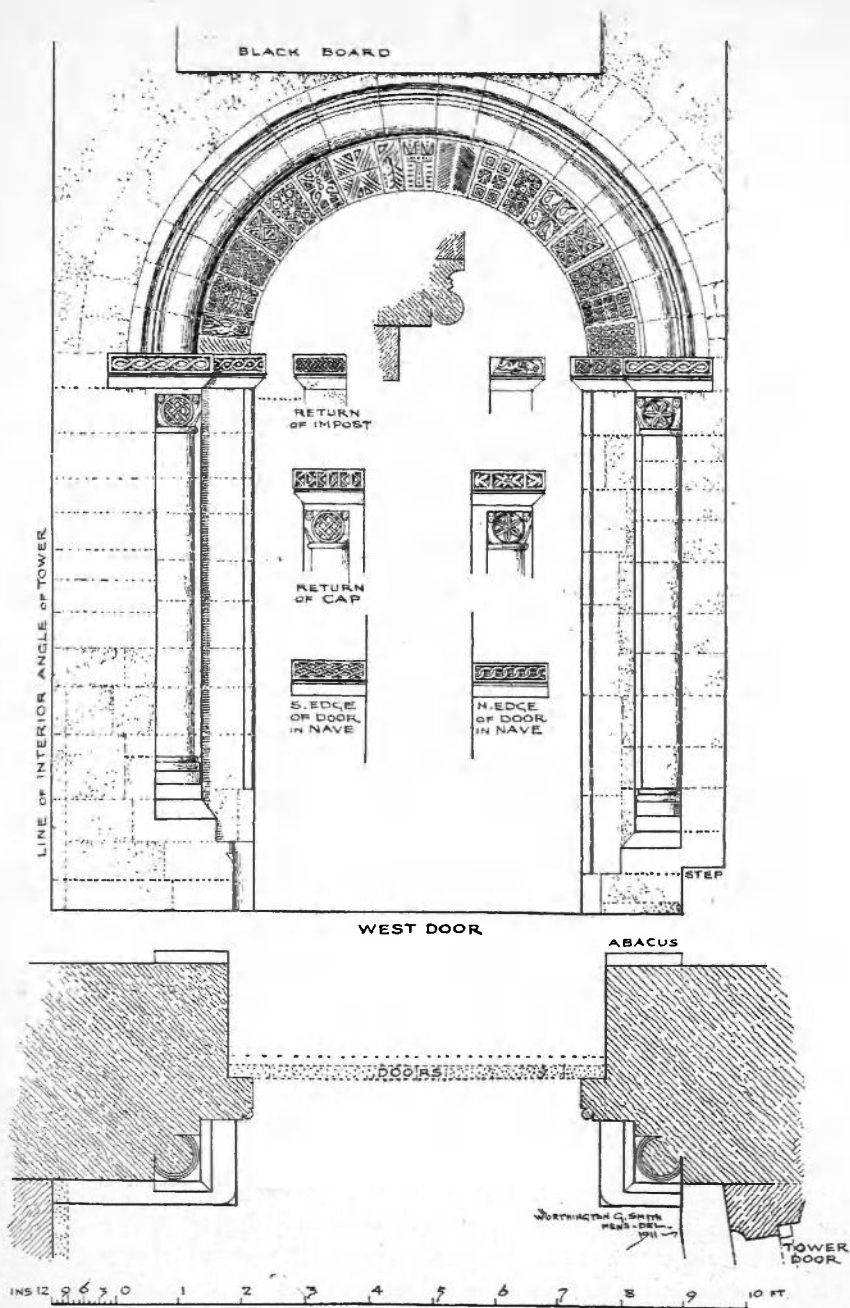 BLACK BOARD
RETURN
OF IMPOST
RETURN
OF CAP
LINE OF INTERIOR ANGLE OF TOWER
S. EDGE
OF DOOR
IN NAVE
N. EDGE
OF DOOR
IN NAVE
STEP
WEST DOOR
ABACUS
DOORS
WORTHINGTON G. SMITH
MENS-DEL-
1911
TOWER
DOOR
INS 12 9 6 3 0 1 2 3 4 5 6 7 8 9 10 FT.